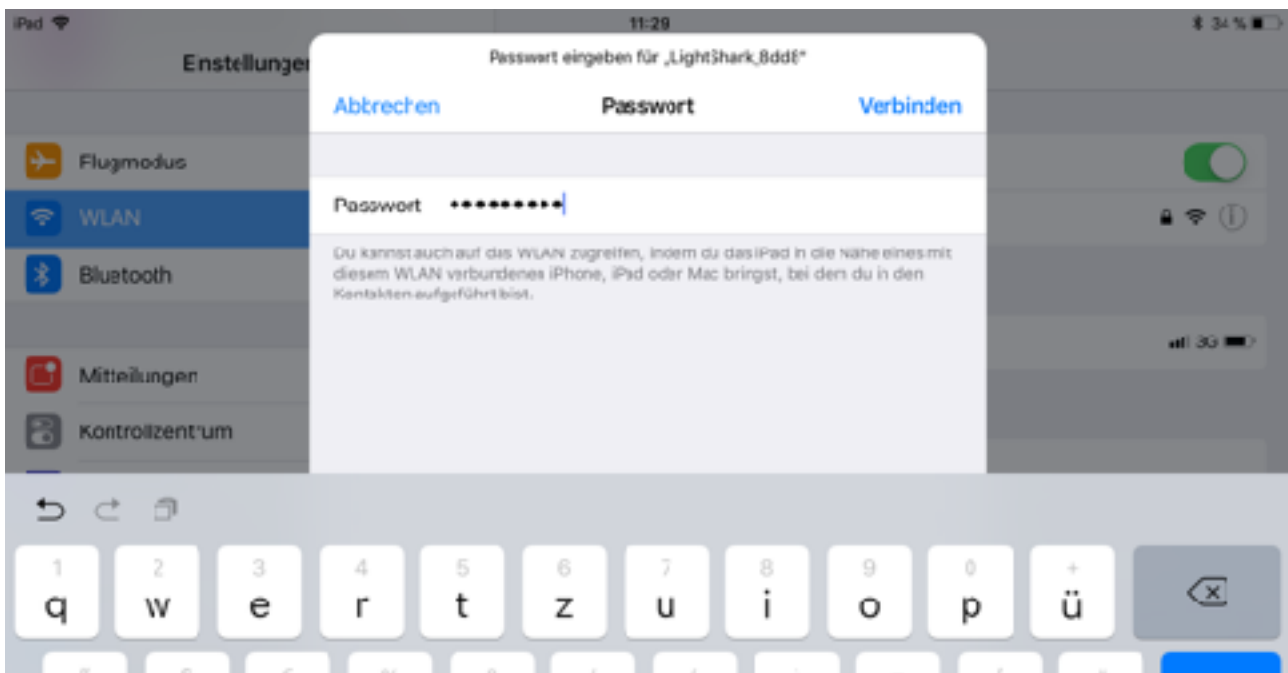 iPad 11:29 34 %
Einstellungen
Passwort eingeben für „LightShark_8dd8“
Abbrechen Passwort Verbinden
Flugmodus
Passwort ••••••••••
WLAN
Du kannst auch auf das WLAN zugreifen, indem du das iPad in die Nähe eines mit
diesem WLAN verbundenes iPhone, iPad oder Mac bringst, bei dem du in den
Kontakten aufgeführt bist.
Bluetooth
3G
Mitteilungen
Kontrollzentrum
1 2 3 4 5 6 7 8 9 0 +
q w e r t z u i o p ü